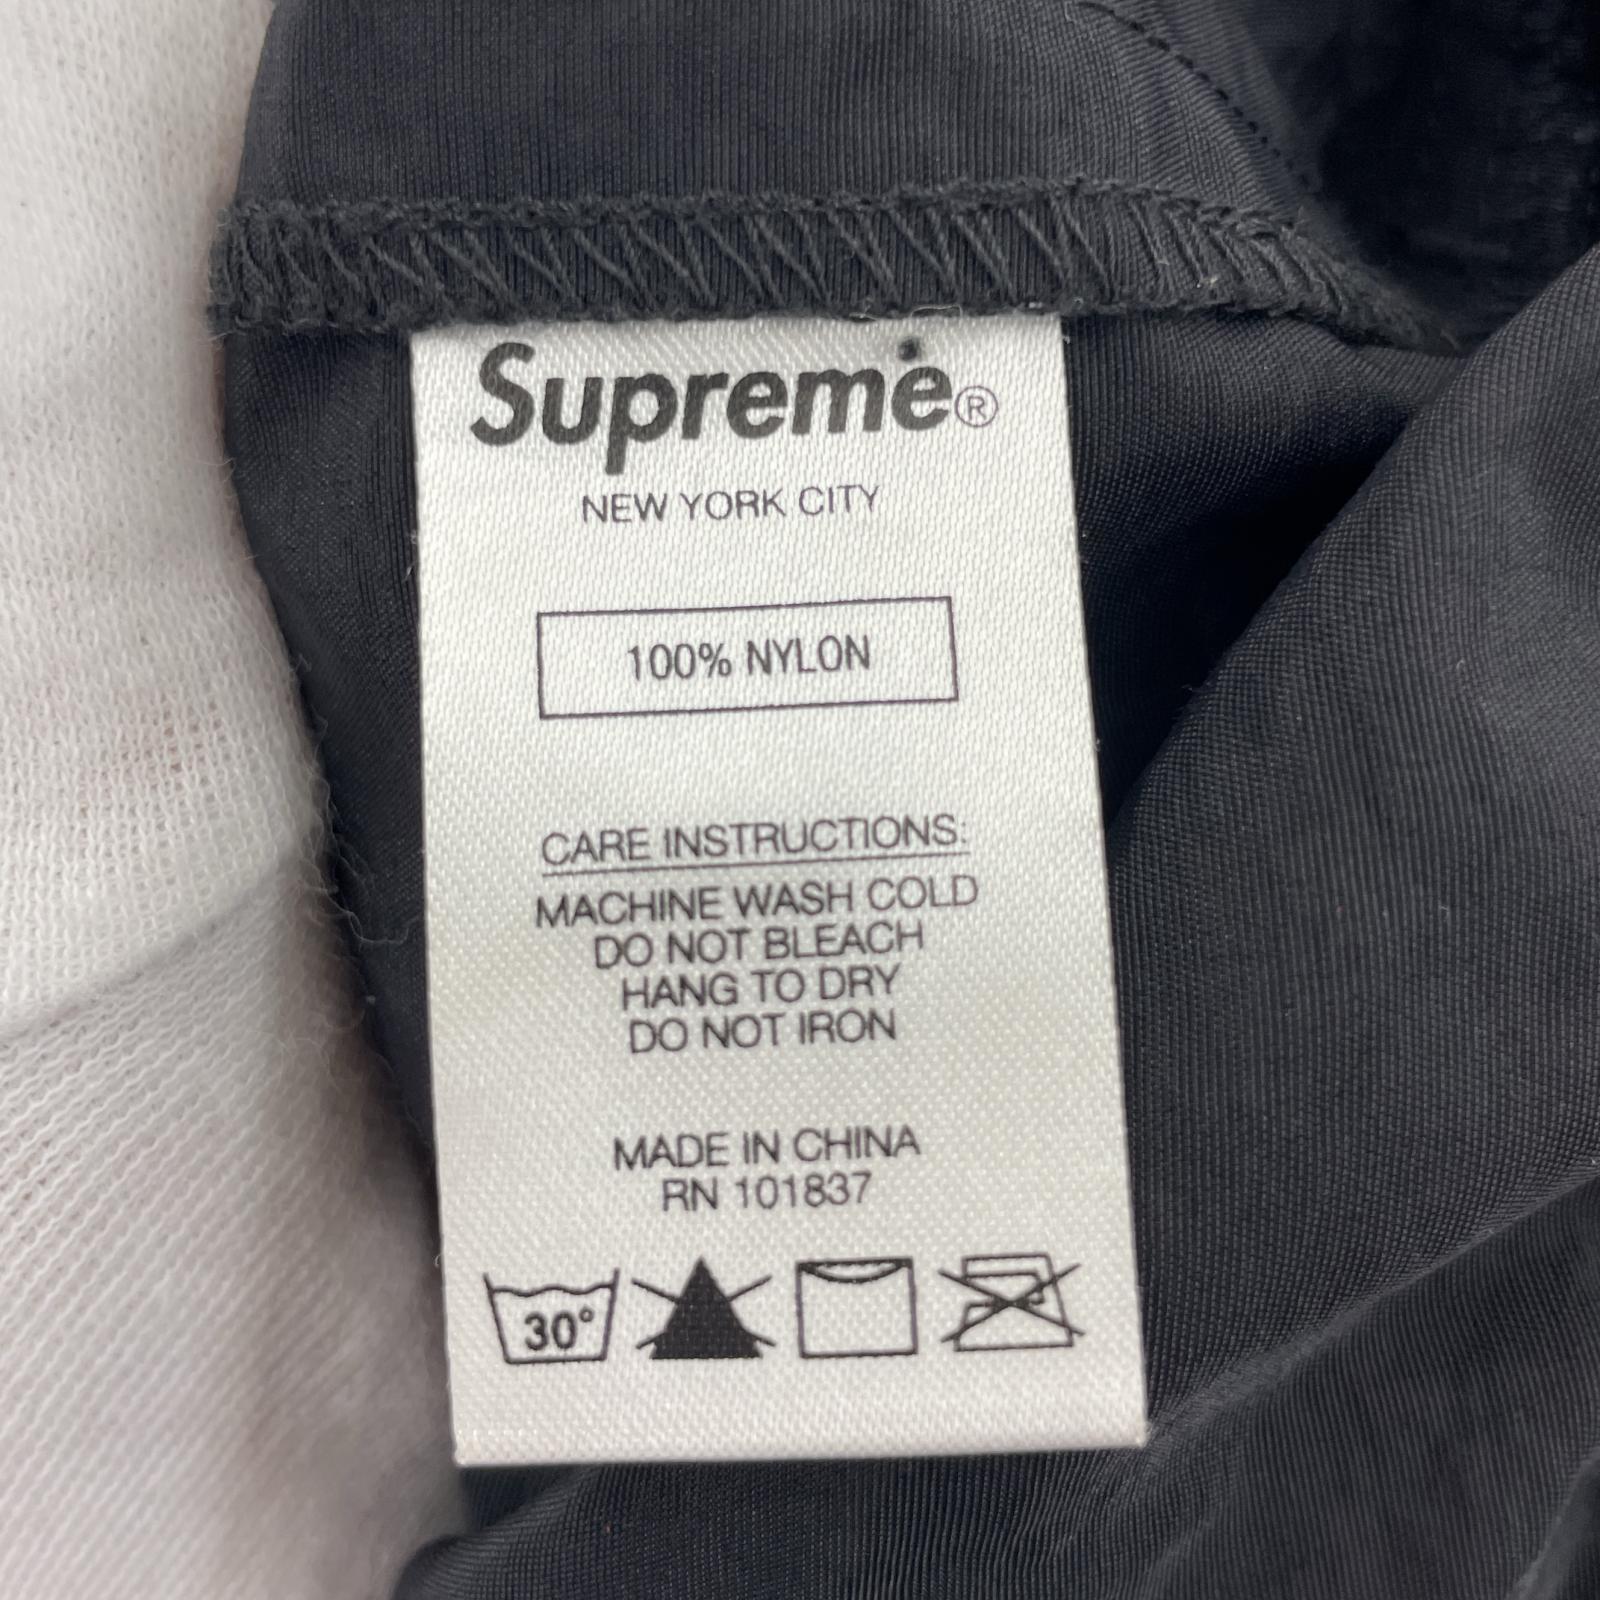 Supreme®
NEW YORK CITY
100% NYLON
CARE INSTRUCTIONS:
MACHINE WASH COLD
DO NOT BLEACH
HANG TO DRY
DO NOT IRON
MADE IN CHINA
RN 101837
30°